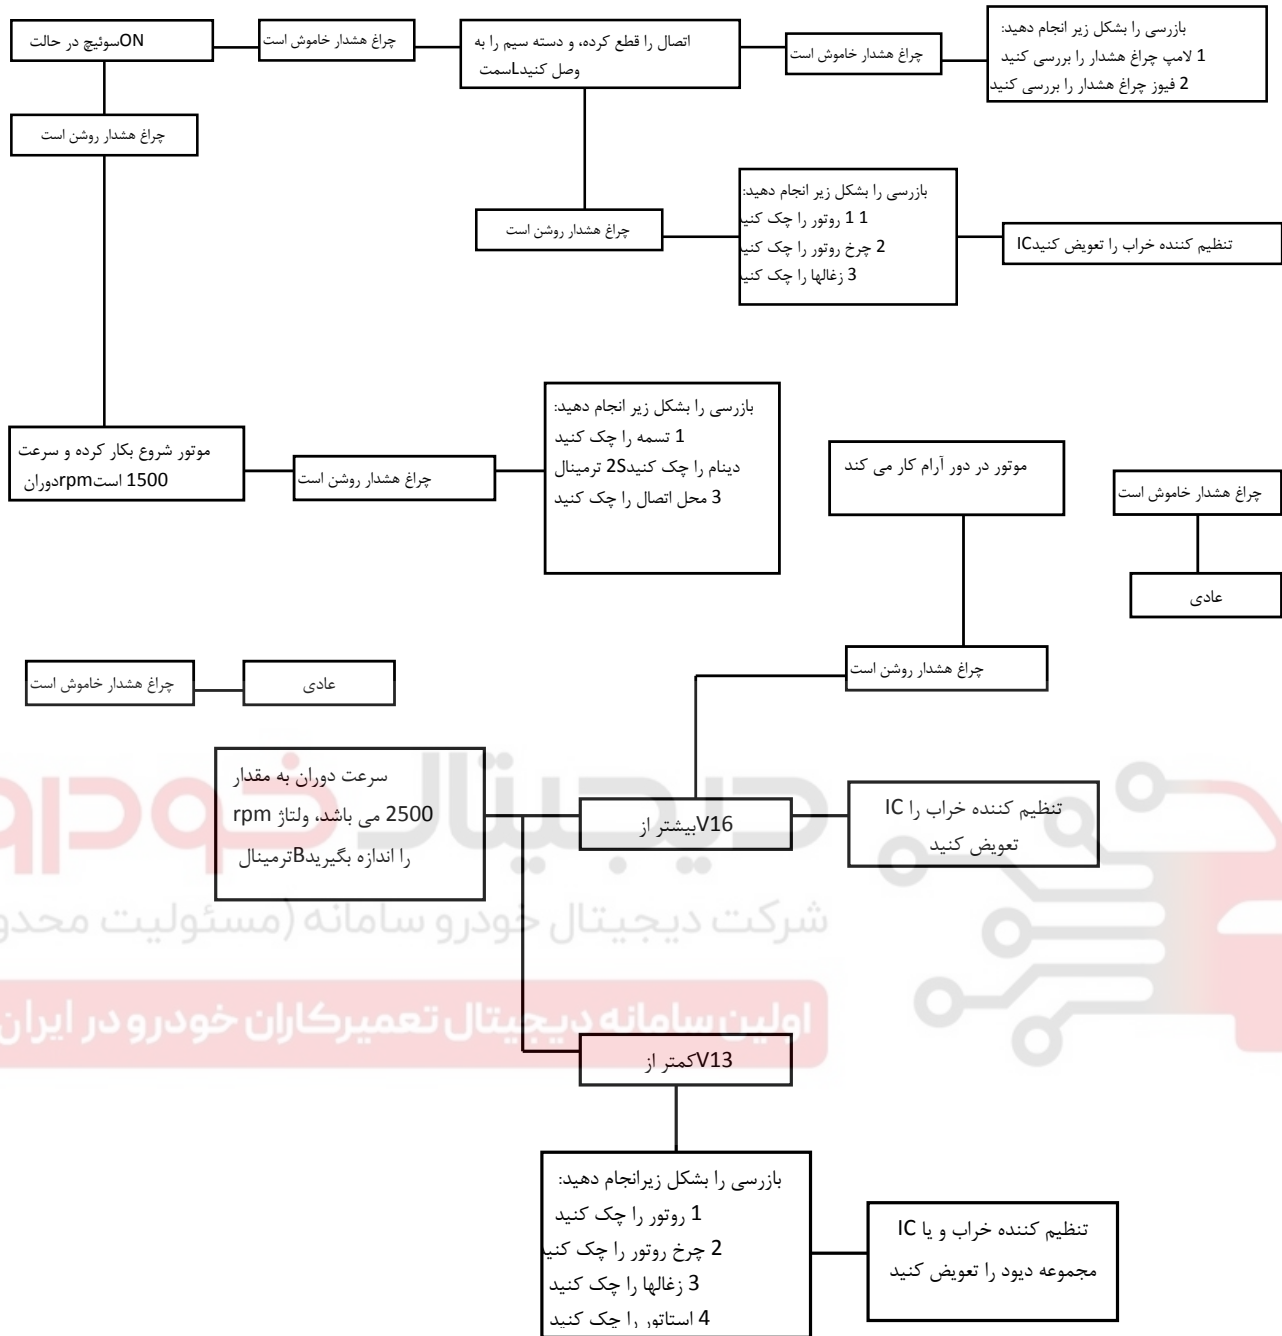 سوئیچ در حالتON
چراغ هشدار خاموش است
اتصال را قطع کرده، و دسته سیم را به
وصل کنیدLسمت
چراغ هشدار خاموش است
بازرسی را بشکل زیر انجام دهید:
1 لامپ چراغ هشدار را بررسی کنید
2 فیوز چراغ هشدار را بررسی کنید
چراغ هشدار روشن است
چراغ هشدار روشن است
بازرسی را بشکل زیر انجام دهید:
1 1 روتور را چک کنید
2 چرخ روتور را چک کنید
3 زغالها را چک کنید
تنظیم کننده خراب را تعویض کنیدIC
موتور شروع بکار کرده و سرعت
1500 استrpmدوران
چراغ هشدار روشن است
بازرسی را بشکل زیر انجام دهید:
1 تسمه را چک کنید
دینام را چک کنید2S ترمینال
3 محل اتصال را چک کنید
موتور در دور آرام کار می کند
چراغ هشدار خاموش است
عادی
چراغ هشدار روشن است
چراغ هشدار خاموش است
عادی
سرعت دوران به مقدار
2500 می باشد، ولتاژ rpm
را اندازه بگیریدBترمینال
V16بیشتر از
تنظیم کننده خراب را IC
تعویض کنید
دیجیتال خودرو
شرکت دیجیتال خودرو سامانه (مسئولیت محدو
اولین سامانه دیجیتال تعمیرکاران خودرو در ایران
V13کمتر از
بازرسی را بشکل زیرانجام دهید:
1 روتور را چک کنید
2 چرخ روتور را چک کنید
3 زغالها را چک کنید
4 استاتور را چک کنید
تنظیم کننده خراب و یا IC
مجموعه دیود را تعویض کنید